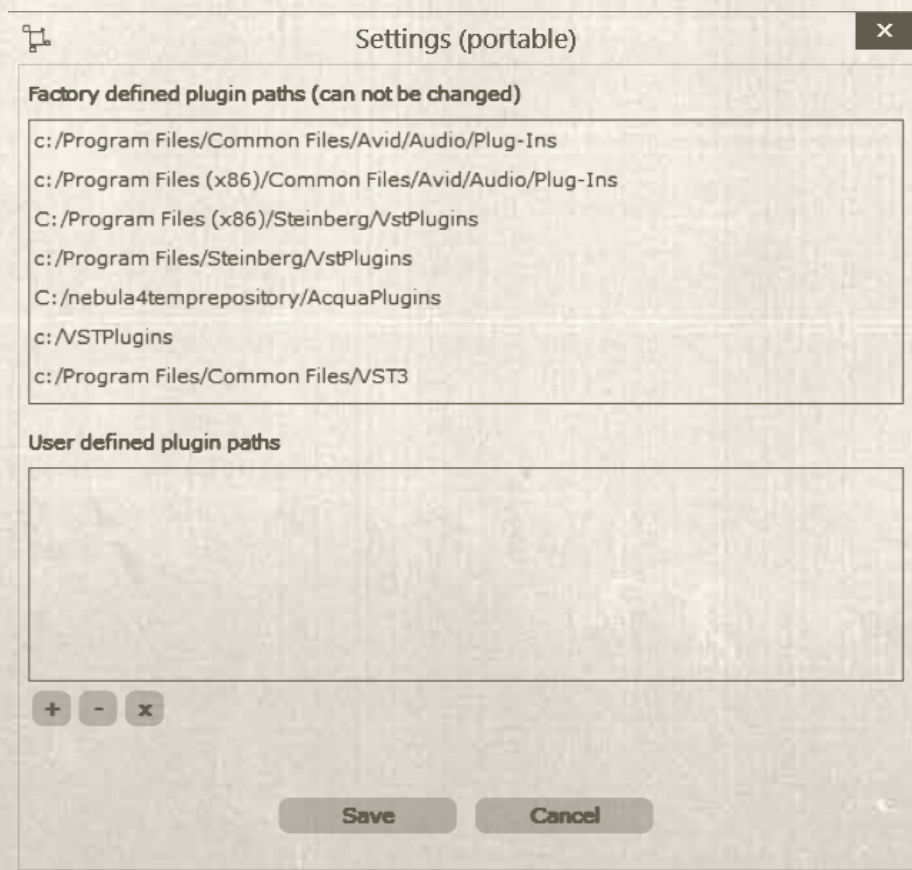 Settings (portable)
x
Factory defined plugin paths (can not be changed)
c:/Program Files/Common Files/Avid/Audio/Plug-Ins
c:/Program Files (x86)/Common Files/Avid/Audio/Plug-Ins
C:/Program Files (x86)/Steinberg/VstPlugins
c:/Program Files/Steinberg/VstPlugins
C:/nebula4temprepository/AcquaPlugins
c:/VSTPlugins
c:/Program Files/Common Files/VST3
User defined plugin paths
+ - x
Save Cancel